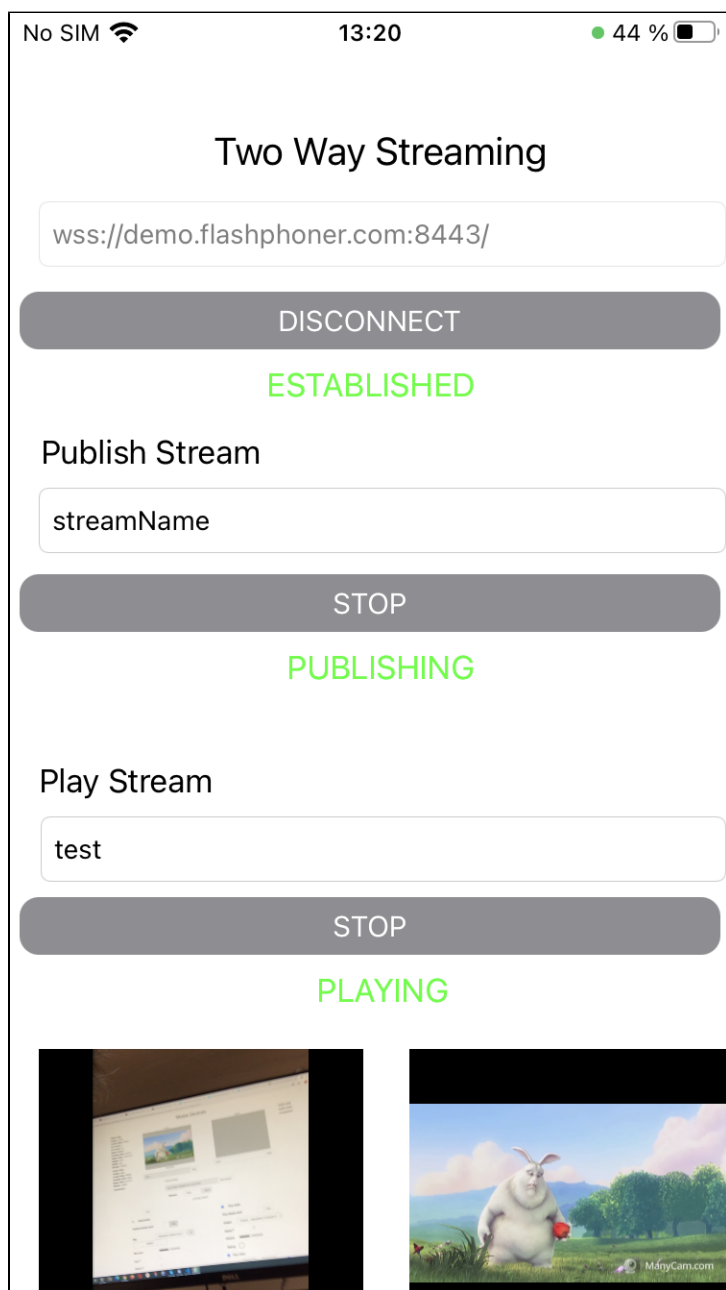 No SIM 13:20 44 %
Two Way Streaming
wss://demo.flashphoner.com:8443/
DISCONNECT
ESTABLISHED
Publish Stream
streamName
STOP
PUBLISHING
Play Stream
test
STOP
PLAYING
DELL
ManyCam.com